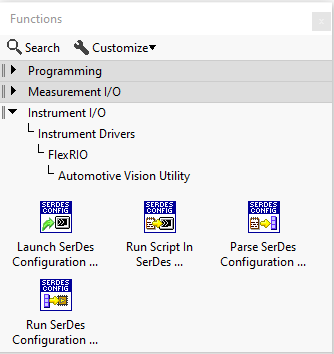 Functions
Search Customize
Programming
Measurement I/O
Instrument I/O
Instrument Drivers
FlexRIO
Automotive Vision Utility
SERDES SERDES SERDES
CONFIG CONFIG CONFIG
Launch SerDes Run Script In Parse SerDes
Configuration ... SerDes ... Configuration ...
SERDES
CONFIG
Run SerDes
Configuration ...